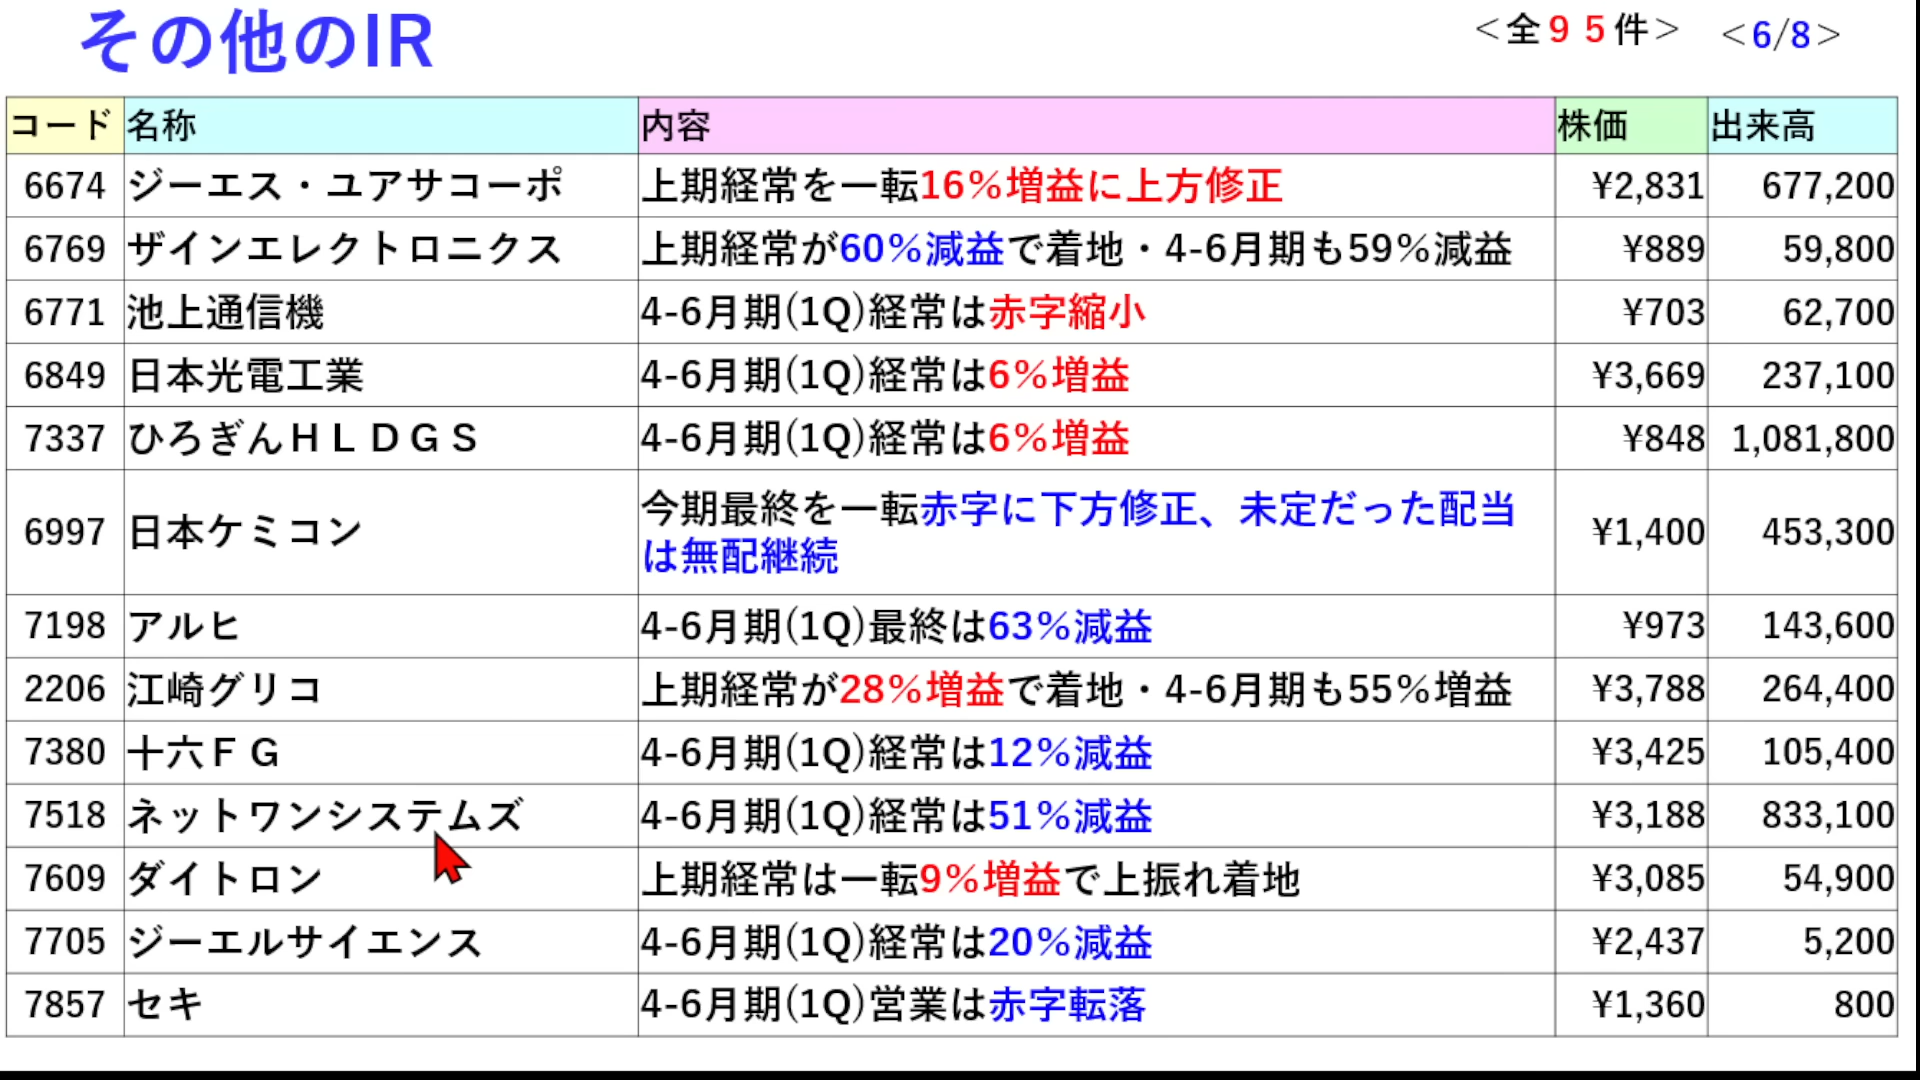 その他のIR
＜全９５件＞ ＜6/8＞
コード 名称 内容 株価 出来高
6674 ジーエス・ユアサコーポ 上期経常を一転16%増益に上方修正 ¥2,831 677,200
6769 ザインエレクトロニクス 上期経常が60%減益で着地・4-6月期も59%減益 ¥889 59,800
6771 池上通信機 4-6月期(1Q)経常は赤字縮小 ¥703 62,700
6849 日本光電工業 4-6月期(1Q)経常は6%増益 ¥3,669 237,100
7337 ひろぎんＨＬＤＧＳ 4-6月期(1Q)経常は6%増益 ¥848 1,081,800
6997 日本ケミコン 今期最終を一転赤字に下方修正、未定だった配当
は無配継続 ¥1,400 453,300
7198 アルヒ 4-6月期(1Q)最終は63%減益 ¥973 143,600
2206 江崎グリコ 上期経常が28%増益で着地・4-6月期も55%増益 ¥3,788 264,400
7380 十六ＦＧ 4-6月期(1Q)経常は12%減益 ¥3,425 105,400
7518 ネットワンシステムズ 4-6月期(1Q)経常は51%減益 ¥3,188 833,100
7609 ダイトロン 上期経常は一転9%増益で上振れ着地 ¥3,085 54,900
7705 ジーエルサイエンス 4-6月期(1Q)経常は20%減益 ¥2,437 5,200
7857 セキ 4-6月期(1Q)営業は赤字転落 ¥1,360 800